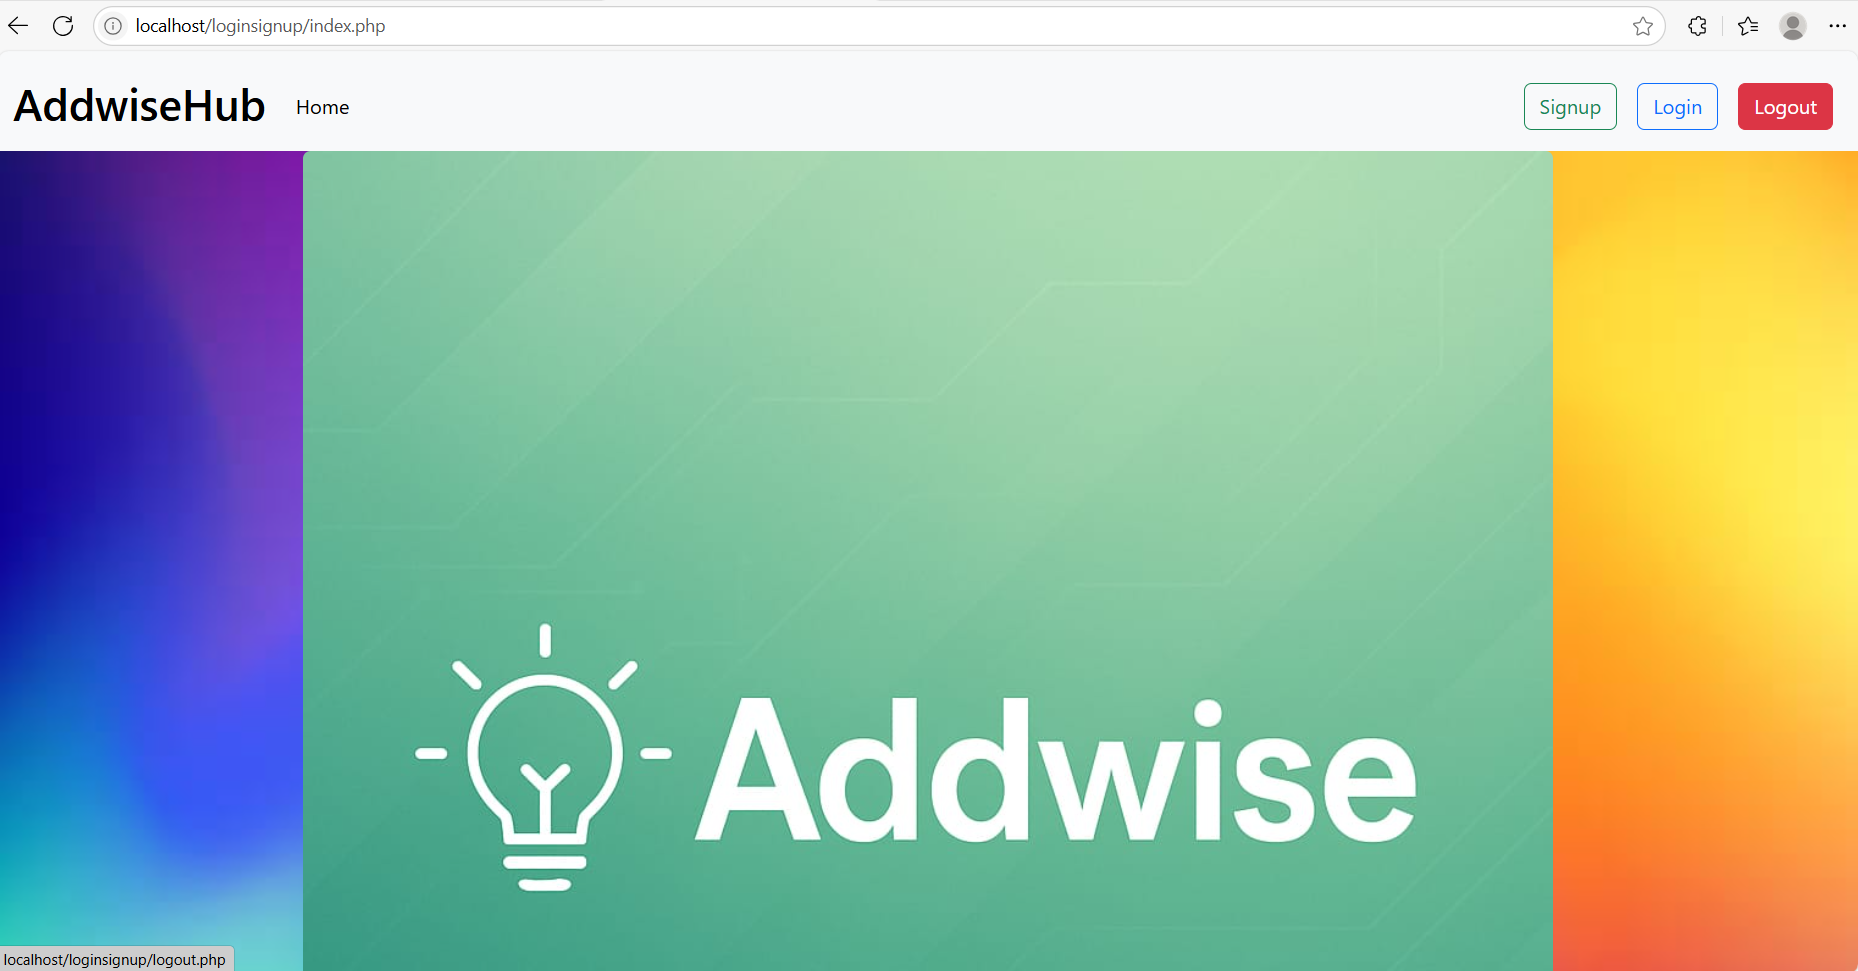 localhost/loginsignup/index.php
AddwiseHub Home Signup Login Logout
Addwise
localhost/loginsignup/logout.php